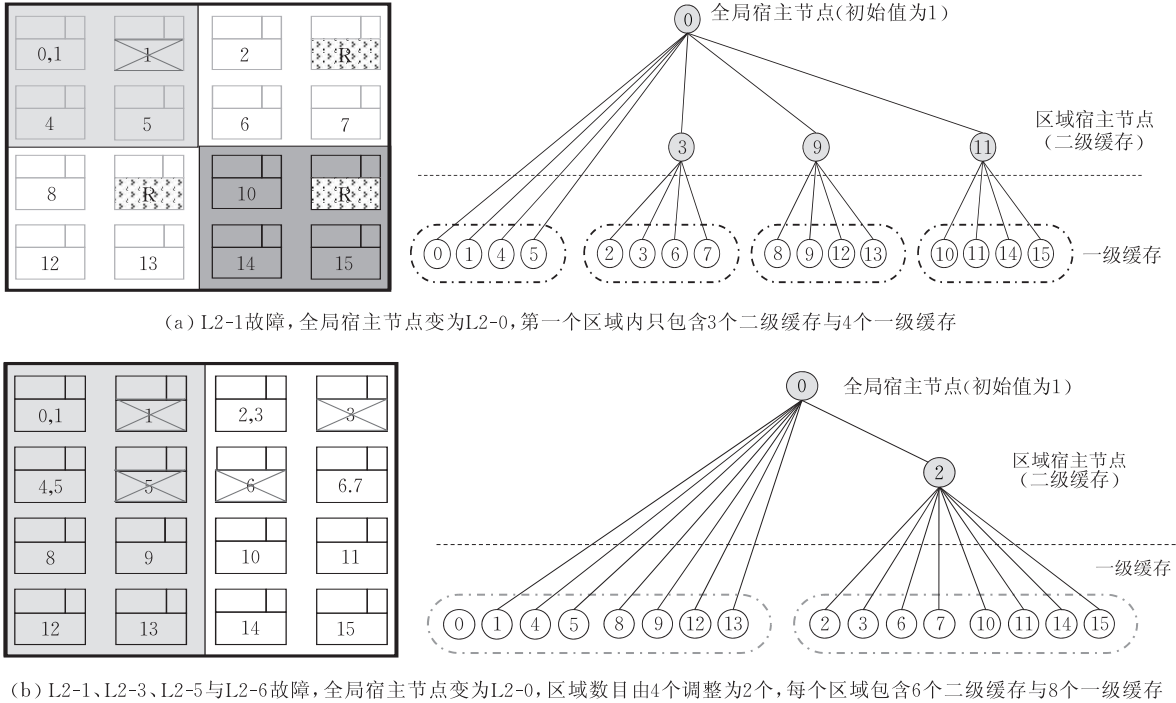 0
全局宿主节点(初始值为1)
0,1
1
2
R
4
5
6
7
区域宿主节点
(二级缓存)
3
9
11
8
R
10
R
12
13
14
15
0 1 4 5
2 3 6 7
8 9 12 13
10 11 14 15
一级缓存
(a) L2-1故障,全局宿主节点变为L2-0,第一个区域内只包含3个二级缓存与4个一级缓存
0
全局宿主节点(初始值为1)
0,1
1
2,3
3
4,5
5
6
6.7
区域宿主节点
(二级缓存)
2
8
9
10
11
一级缓存
12
13
14
15
0 1 4 5 8 9 12 13
2 3 6 7 10 11 14 15
(b) L2-1、L2-3、L2-5与L2-6故障,全局宿主节点变为L2-0,区域数目由4个调整为2个,每个区域包含6个二级缓存与8个一级缓存